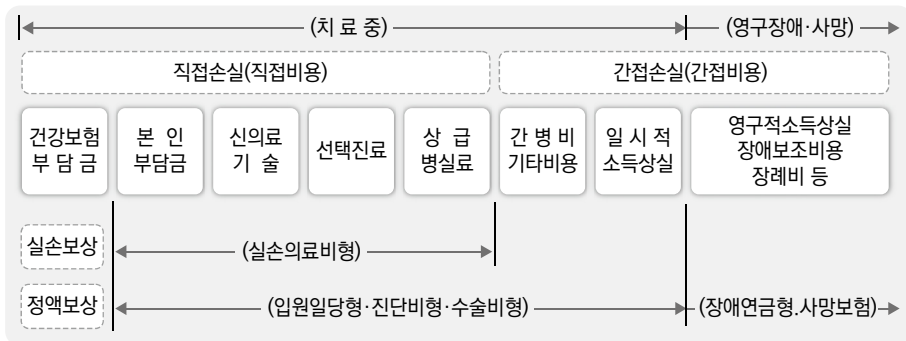 (치 료 중)
(영구장애·사망)
직접손실(직접비용)
간접손실(간접비용)
건강보험
부 담 금
본 인
부담금
신의료
기 술
선택진료
상 급
병실료
간 병 비
기타비용
일 시 적
소득상실
영구적소득상실
장애보조비용
장례비 등
실손보상
(실손의료비형)
정액보상
(입원일당형·진단비형·수술비형)
(장애연금형.사망보험)